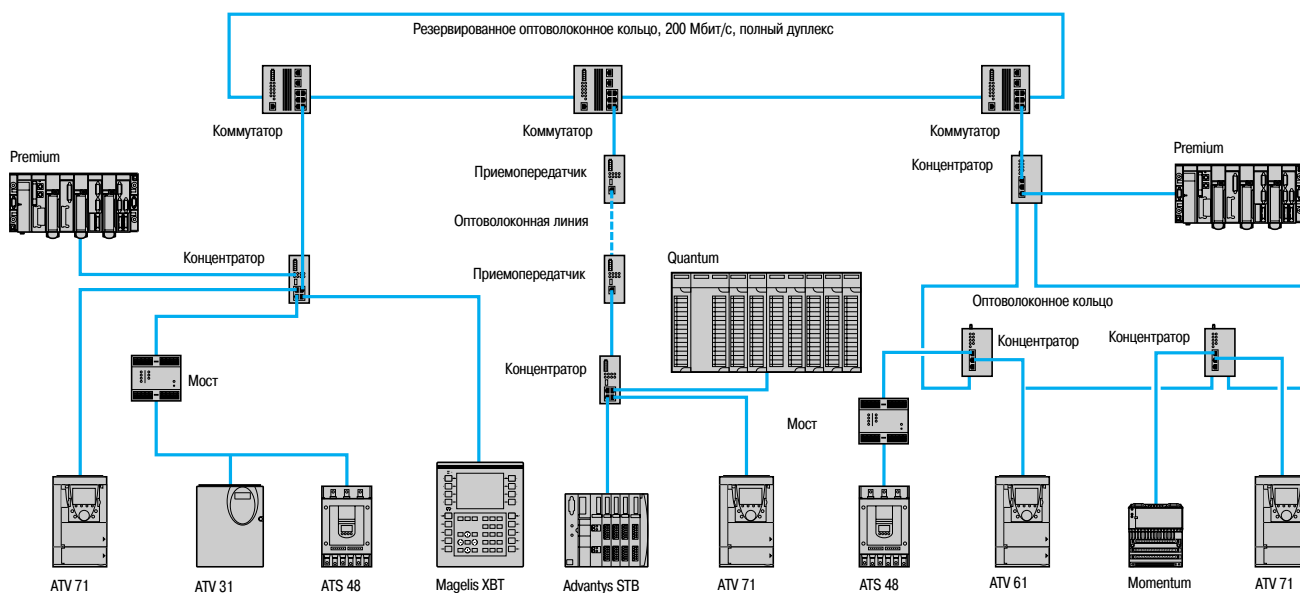 Резервированное оптоволоконное кольцо, 200 Мбит/с, полный дуплекс
Коммутатор
Коммутатор
Коммутатор
Premium
Приемопередатчик
Концентратор
Premium
Оптоволоконная линия
Концентратор
Приемопередатчик
Quantum
Оптоволоконное кольцо
Концентратор
Концентратор
Концентратор
Мост
Мост
ATV 71
ATV 31
ATS 48
Magelis XBT
Advantys STB
ATV 71
ATS 48
ATV 61
Momentum
ATV 71